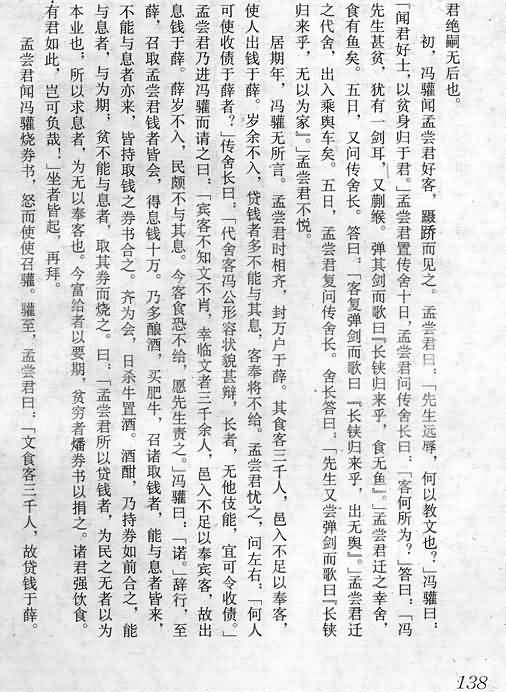 君绝嗣无后也。
初，冯驩闻孟尝君好客，蹑𫏋而见之。孟尝君曰：「先生远辱，何以教文也？」冯驩曰：
「闻君好士，以贫身归于君。」孟尝君置传舍十日，孟尝君问传舍长曰：「客何所为？」答曰：「冯
先生甚贫，犹有一剑耳，又蒯缑。弹其剑而歌曰『长铗归来乎，食无鱼』。」孟尝君迁之幸舍，
食有鱼矣。五日，又问传舍长。答曰：「客复弹剑而歌曰『长铗归来乎，出无舆』。」孟尝君迁
之代舍，出入乘舆车矣。五日，孟尝君复问传舍长。舍长答曰：「先生又尝弹剑而歌曰『长铗
归来乎，无以为家』。」孟尝君不悦。
居期年，冯驩无所言。孟尝君时相齐，封万户于薛。其食客三千人，邑入不足以奉客，
使人出钱于薛。岁余不入，贷钱者多不能与其息，客奉将不给。孟尝君忧之，问左右：「何人
可使收债于薛者？」传舍长曰：「代舍客冯公形容状貌甚辩，长者，无他伎能，宜可令收债。」
孟尝君乃进冯驩而请之曰：「宾客不知文不肖，幸临文者三千余人，邑入不足以奉宾客，故出
息钱于薛。薛岁不入，民颇不与其息。今客食恐不给，愿先生责之。」冯驩曰：「诺。」辞行，至
薛，召取孟尝君钱者皆会，得息钱十万。乃多酿酒，买肥牛，召诸取钱者，能与息者皆来，
不能与息者亦来，皆持取钱之券书合之。齐为会，日杀牛置酒。酒酣，乃持券如前合之，能
与息者，与为期；贫不能与息者，取其券而烧之。曰：「孟尝君所以贷钱者，为民之无者以为
本业也；所以求息者，为无以奉客也。今富给者以要期，贫穷者燔券书以捐之。诸君强饮食。
有君如此，岂可负哉！」坐者皆起，再拜。
孟尝君闻冯驩烧券书，怒而使使召驩。驩至，孟尝君曰：「文食客三千人，故贷钱于薛。
138